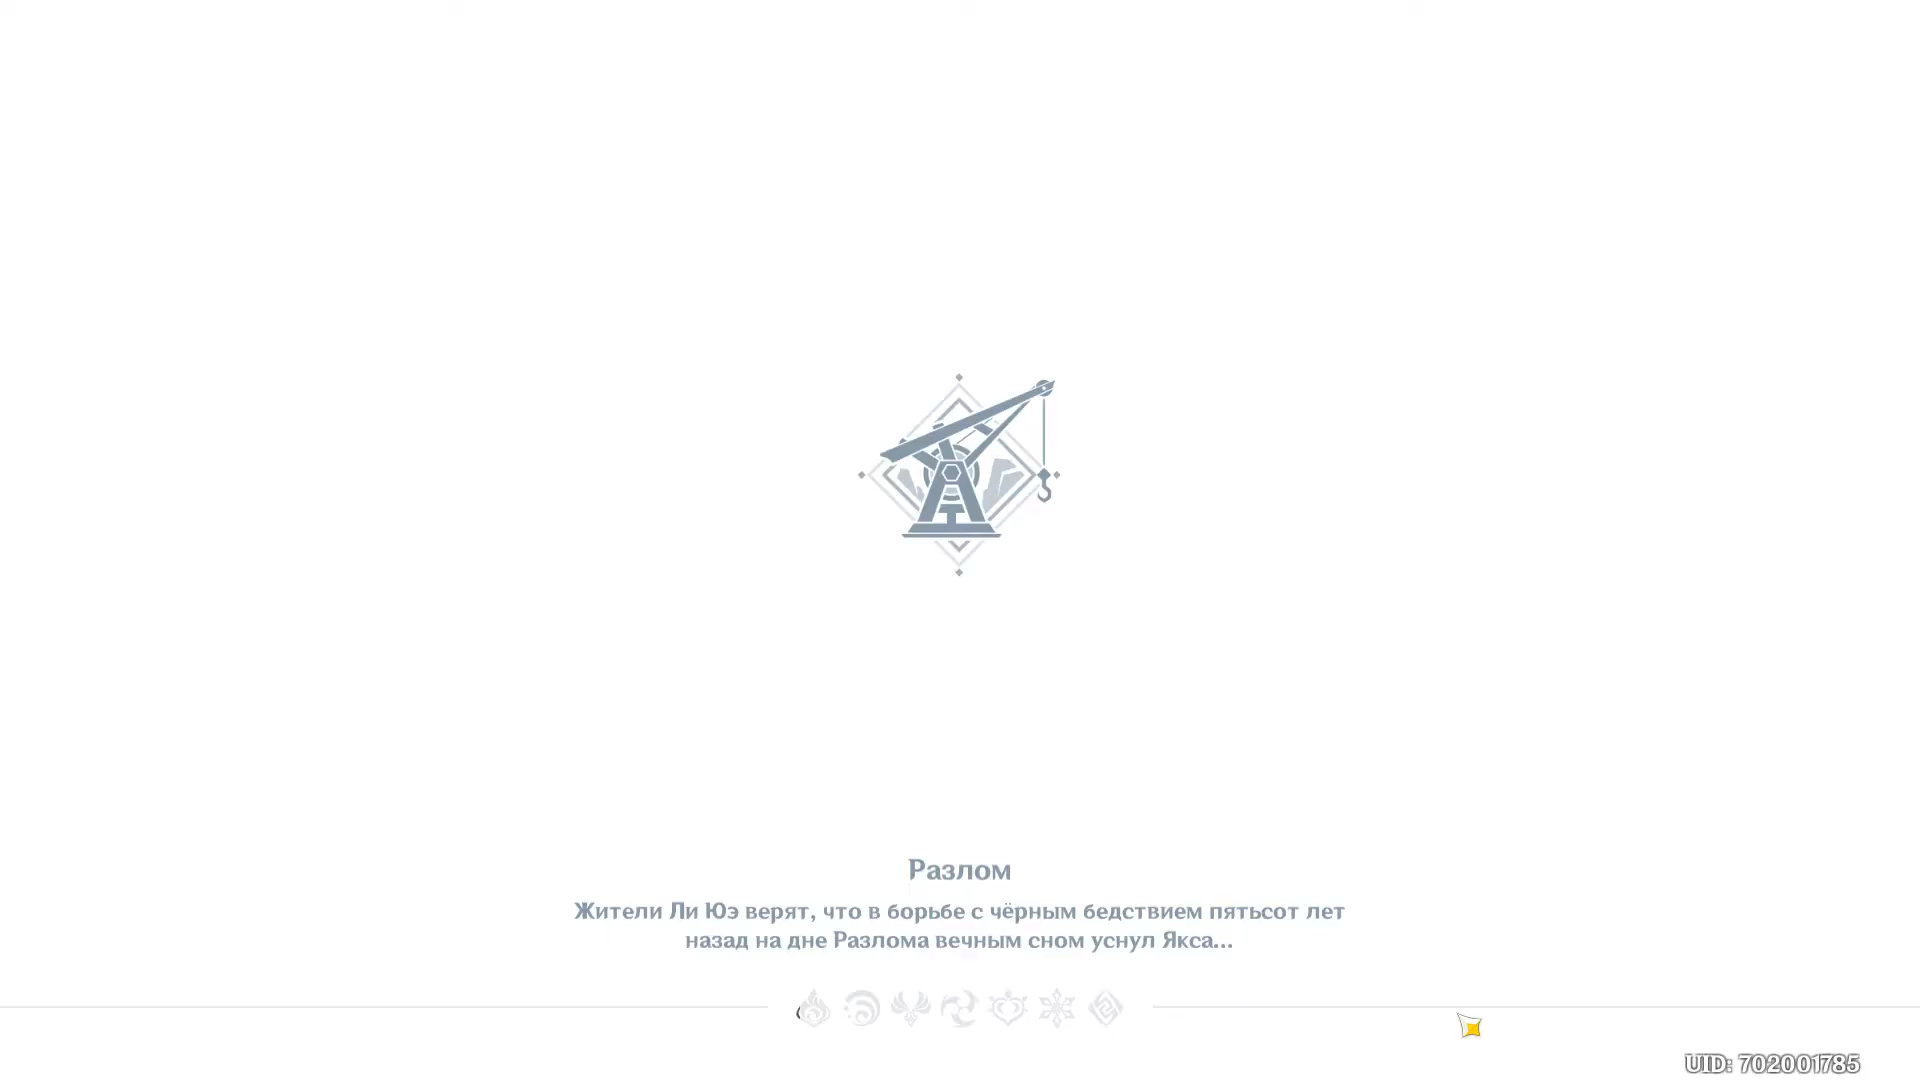 Разлом
Жители Ли Юэ верят, что в борьбе с чёрным бедствием пятьсот лет
назад на дне Разлома вечным сном уснул Якса...
UID: 702001785